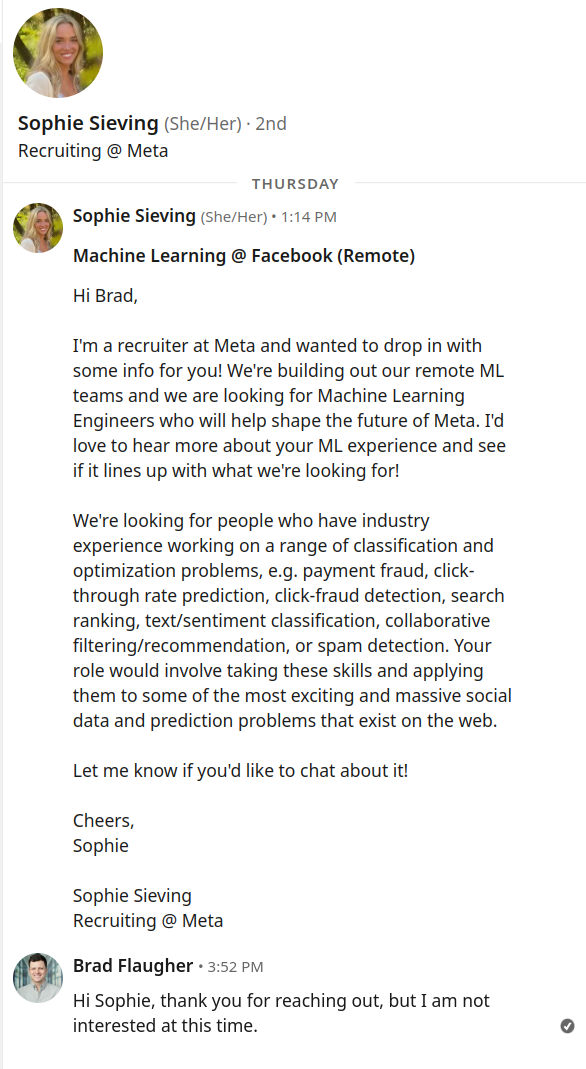 Sophie Sieving (She/Her) · 2nd
Recruiting @ Meta
THURSDAY
Sophie Sieving (She/Her) • 1:14 PM
Machine Learning @ Facebook (Remote)
Hi Brad,
I'm a recruiter at Meta and wanted to drop in with
some info for you! We're building out our remote ML
teams and we are looking for Machine Learning
Engineers who will help shape the future of Meta. I'd
love to hear more about your ML experience and see
if it lines up with what we're looking for!
We're looking for people who have industry
experience working on a range of classification and
optimization problems, e.g. payment fraud, click-
through rate prediction, click-fraud detection, search
ranking, text/sentiment classification, collaborative
filtering/recommendation, or spam detection. Your
role would involve taking these skills and applying
them to some of the most exciting and massive social
data and prediction problems that exist on the web.
Let me know if you'd like to chat about it!
Cheers,
Sophie
Sophie Sieving
Recruiting @ Meta
Brad Flaugher • 3:52 PM
Hi Sophie, thank you for reaching out, but I am not
interested at this time.